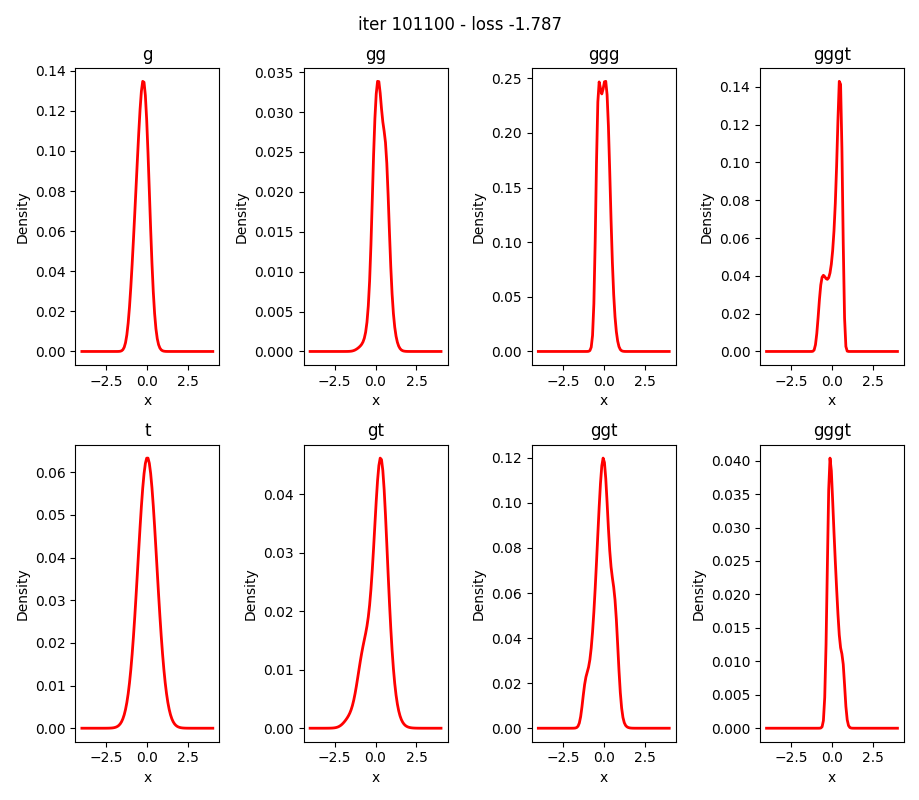 iter 101100 - loss -1.787
g gg ggg gggt
0.14 0.035 0.25 0.14
0.12 0.030 0.20 0.12
0.10 0.025 0.15 0.10
0.08 0.020 0.10 0.08
0.06 0.015 0.05 0.06
0.04 0.010 0.00 0.04
0.02 0.005 0.02
0.00 0.000 0.00
Density Density Density Density
−2.5 0.0 2.5 −2.5 0.0 2.5 −2.5 0.0 2.5 −2.5 0.0 2.5
x x x x
t gt ggt gggt
0.06 0.04 0.12 0.040
0.05 0.03 0.10 0.035
0.04 0.02 0.08 0.030
0.03 0.01 0.06 0.025
0.02 0.00 0.04 0.020
0.01 0.02 0.015
0.00 0.00 0.010
0.005
0.000
Density Density Density Density
−2.5 0.0 2.5 −2.5 0.0 2.5 −2.5 0.0 2.5 −2.5 0.0 2.5
x x x x